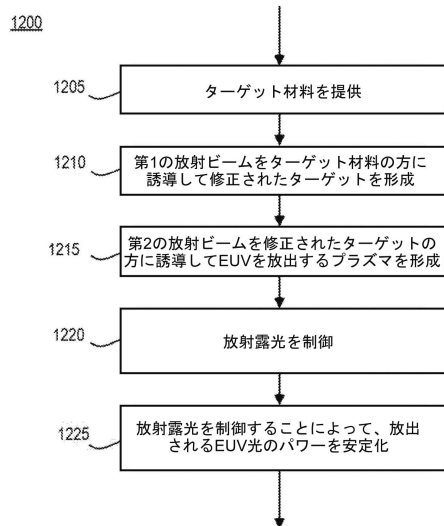 1200
1205
ターゲット材料を提供
1210
第1の放射ビームをターゲット材料の方に
誘導して修正されたターゲットを形成
1215
第2の放射ビームを修正されたターゲットの
方に誘導してEUVを放出するプラズマを形成
1220
放射露光を制御
1225
放射露光を制御することによって、放出
されるEUV光のパワーを安定化